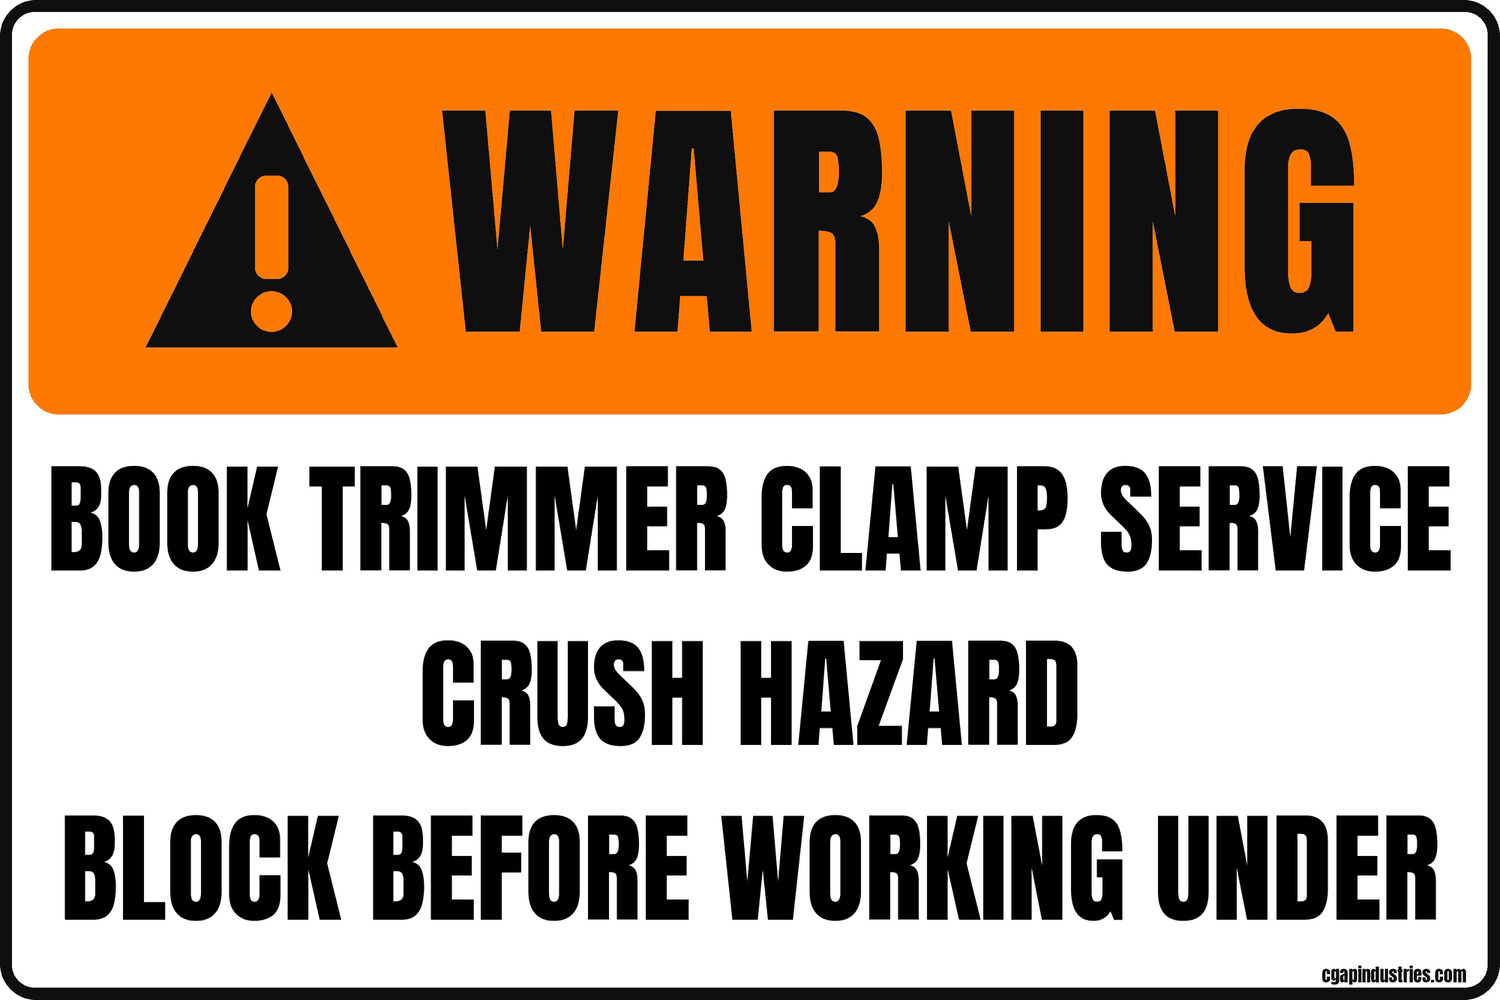 WARNING
BOOK TRIMMER CLAMP SERVICE
CRUSH HAZARD
BLOCK BEFORE WORKING UNDER
cgapindustries.com